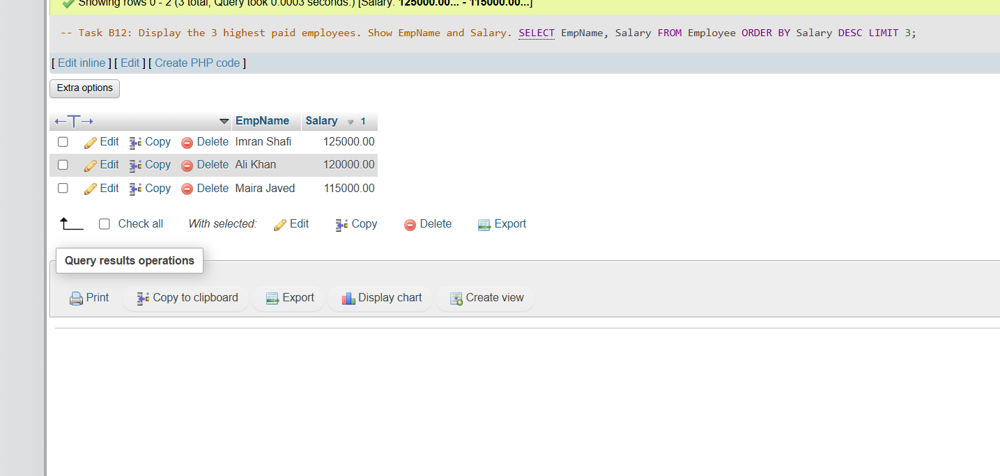 Showing rows 0 - 2 (3 total, Query took 0.0003 seconds.) [Salary: 125000.00... - 115000.00...]
-- Task B12: Display the 3 highest paid employees. Show EmpName and Salary. SELECT EmpName, Salary FROM Employee ORDER BY Salary DESC LIMIT 3;
[ Edit inline ] [ Edit ] [ Create PHP code ]
Extra options
←T→ EmpName Salary 1
Edit Copy Delete Imran Shafi 125000.00
Edit Copy Delete Ali Khan 120000.00
Edit Copy Delete Maira Javed 115000.00
Check all With selected: Edit Copy Delete Export
Query results operations
Print Copy to clipboard Export Display chart Create view